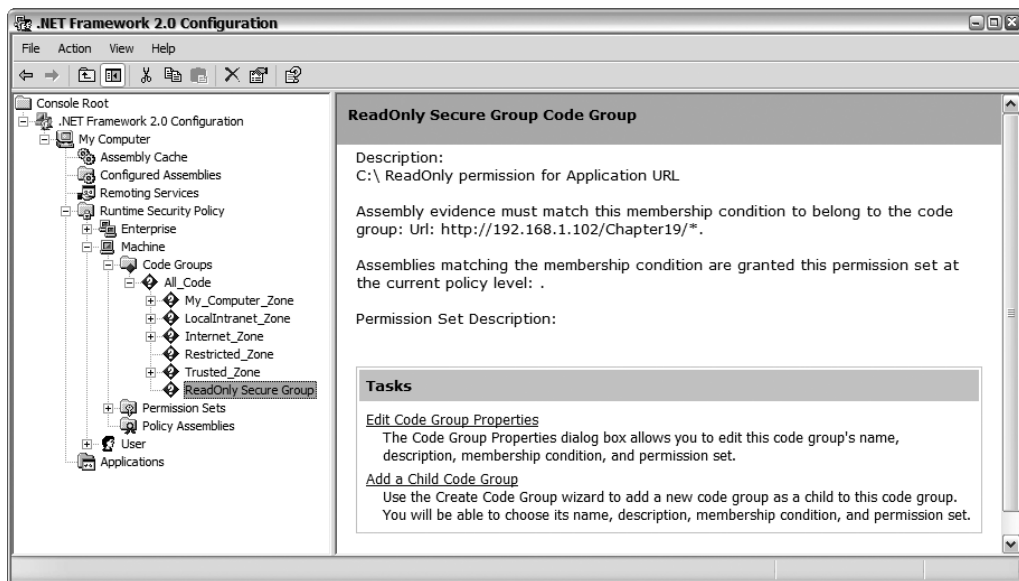 .NET Framework 2.0 Configuration
File Action View Help
Console Root
.NET Framework 2.0 Configuration
My Computer
Assembly Cache
Configured Assemblies
Remoting Services
Runtime Security Policy
Enterprise
Machine
Code Groups
All_Code
My_Computer_Zone
LocalIntranet_Zone
Internet_Zone
Restricted_Zone
Trusted_Zone
ReadOnly Secure Group
Permission Sets
Policy Assemblies
User
Applications
ReadOnly Secure Group Code Group
Description:
C:\ ReadOnly permission for Application URL
Assembly evidence must match this membership condition to belong to the code
group: Url: http://192.168.1.102/Chapter19/*.
Assemblies matching the membership condition are granted this permission set at
the current policy level: .
Permission Set Description:
Tasks
Edit Code Group Properties
The Code Group Properties dialog box allows you to edit this code group's name,
description, membership condition, and permission set.
Add a Child Code Group
Use the Create Code Group wizard to add a new code group as a child to this code group.
You will be able to choose its name, description, membership condition, and permission set.